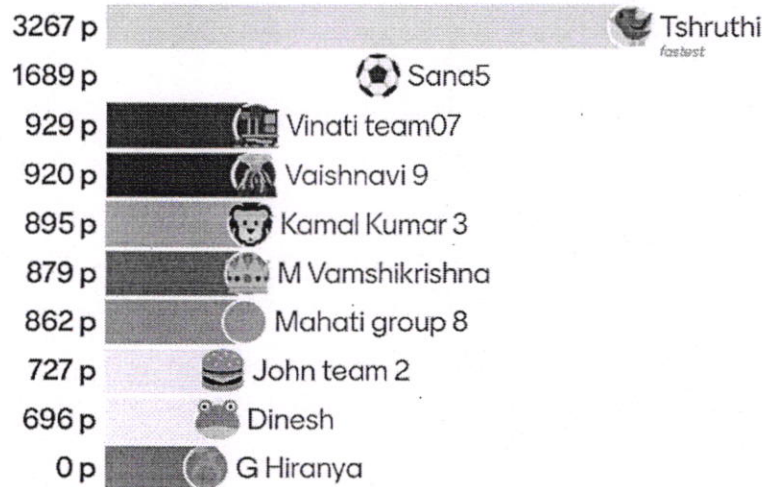 3267 p Tshruthi
fastest
1689 p Sana5
929 p Vinati team07
920 p Vaishnavi 9
895 p Kamal Kumar 3
879 p M Vamshikrishna
862 p Mahati group 8
727 p John team 2
696 p Dinesh
0 p G Hiranya